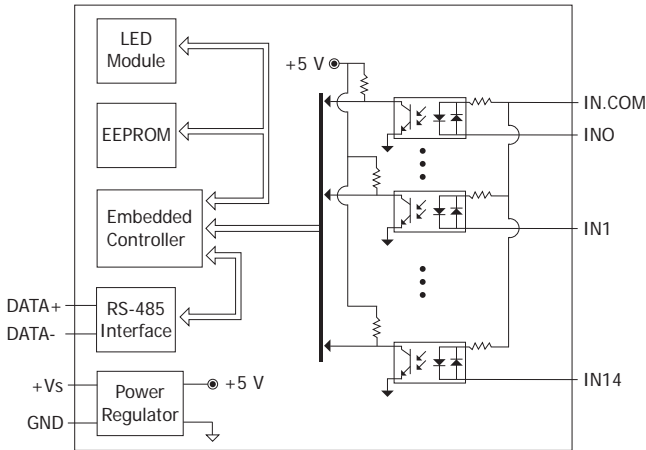 LED
Module
EEPROM
Embedded
Controller
RS-485
Interface
Power
Regulator
DATA+
DATA-
+Vs
GND
+5 V
+5 V
IN.COM
INO
IN1
IN14